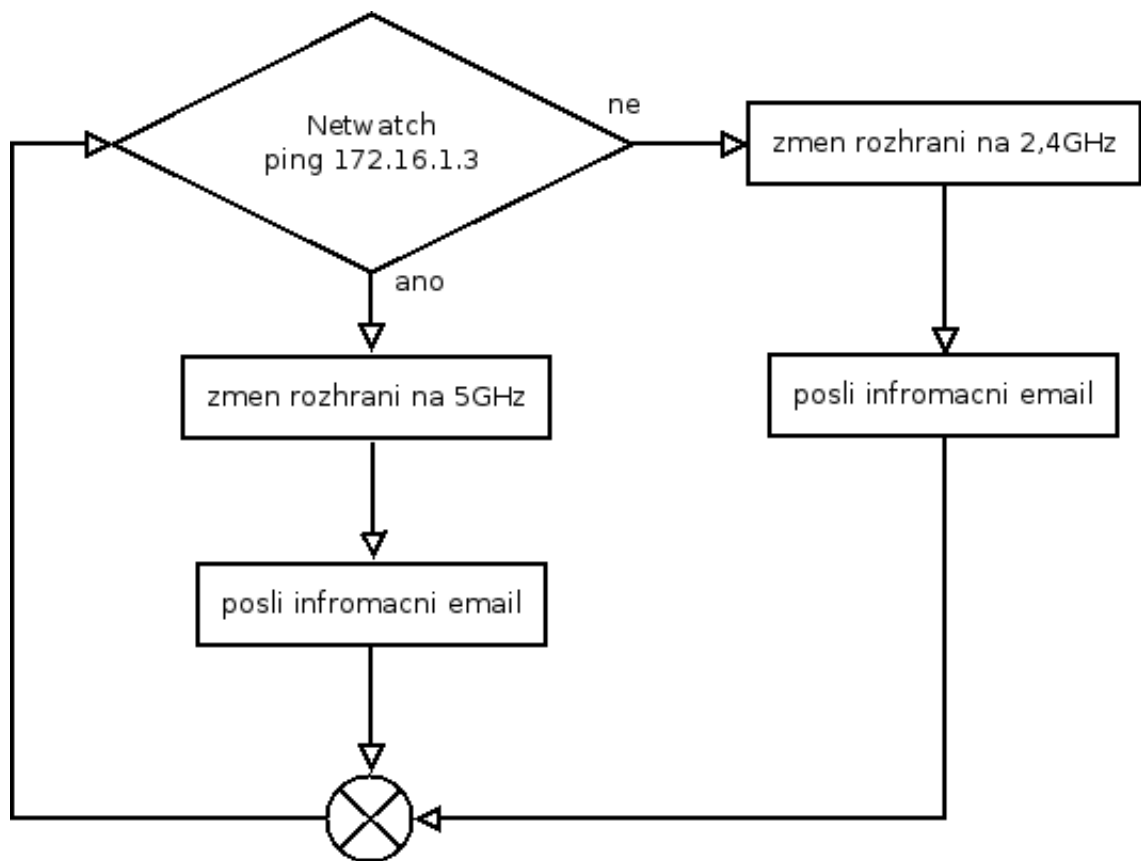 Netwatch
ping 172.16.1.3
ne
zmen rozhrani na 2,4GHz
ano
zmen rozhrani na 5GHz
posli infromacni email
posli infromacni email